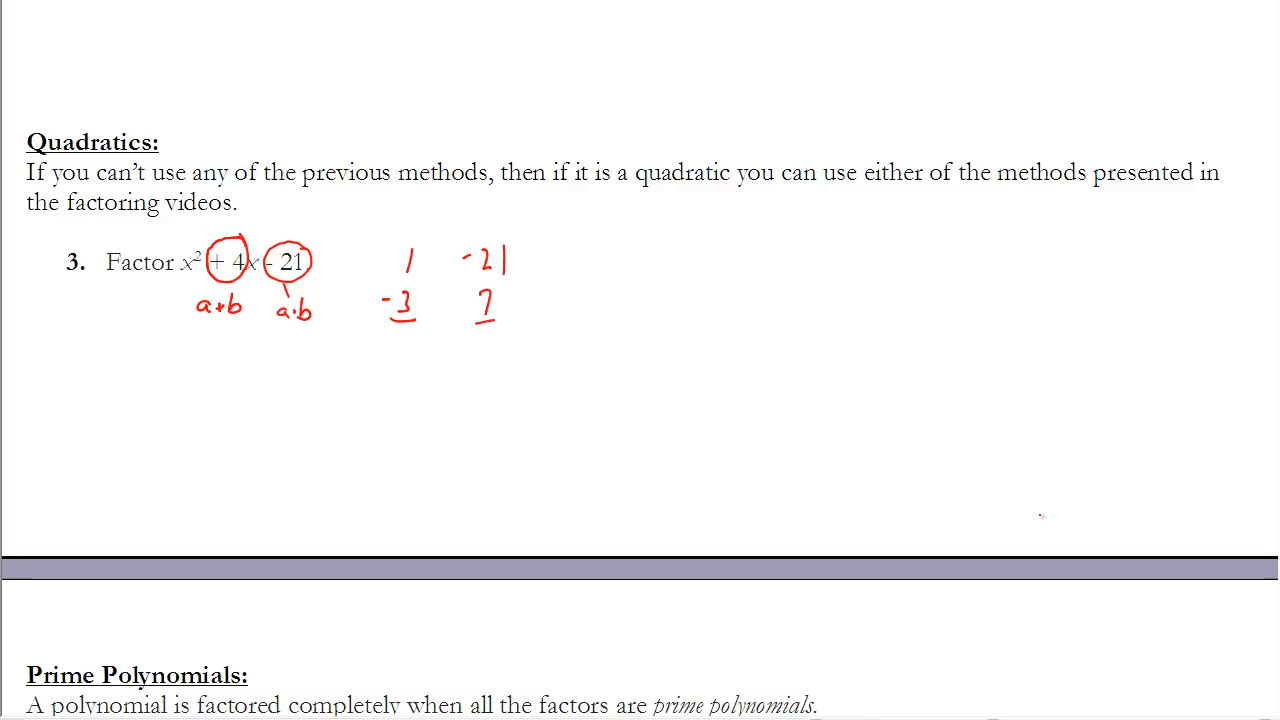 Quadratics:
If you can’t use any of the previous methods, then if it is a quadratic you can use either of the methods presented in
the factoring videos.
3. Factor x² + 4x - 21 1 -21
a+b a·b -3 7
Prime Polynomials:
A polynomial is factored completely when all the factors are prime polynomials.